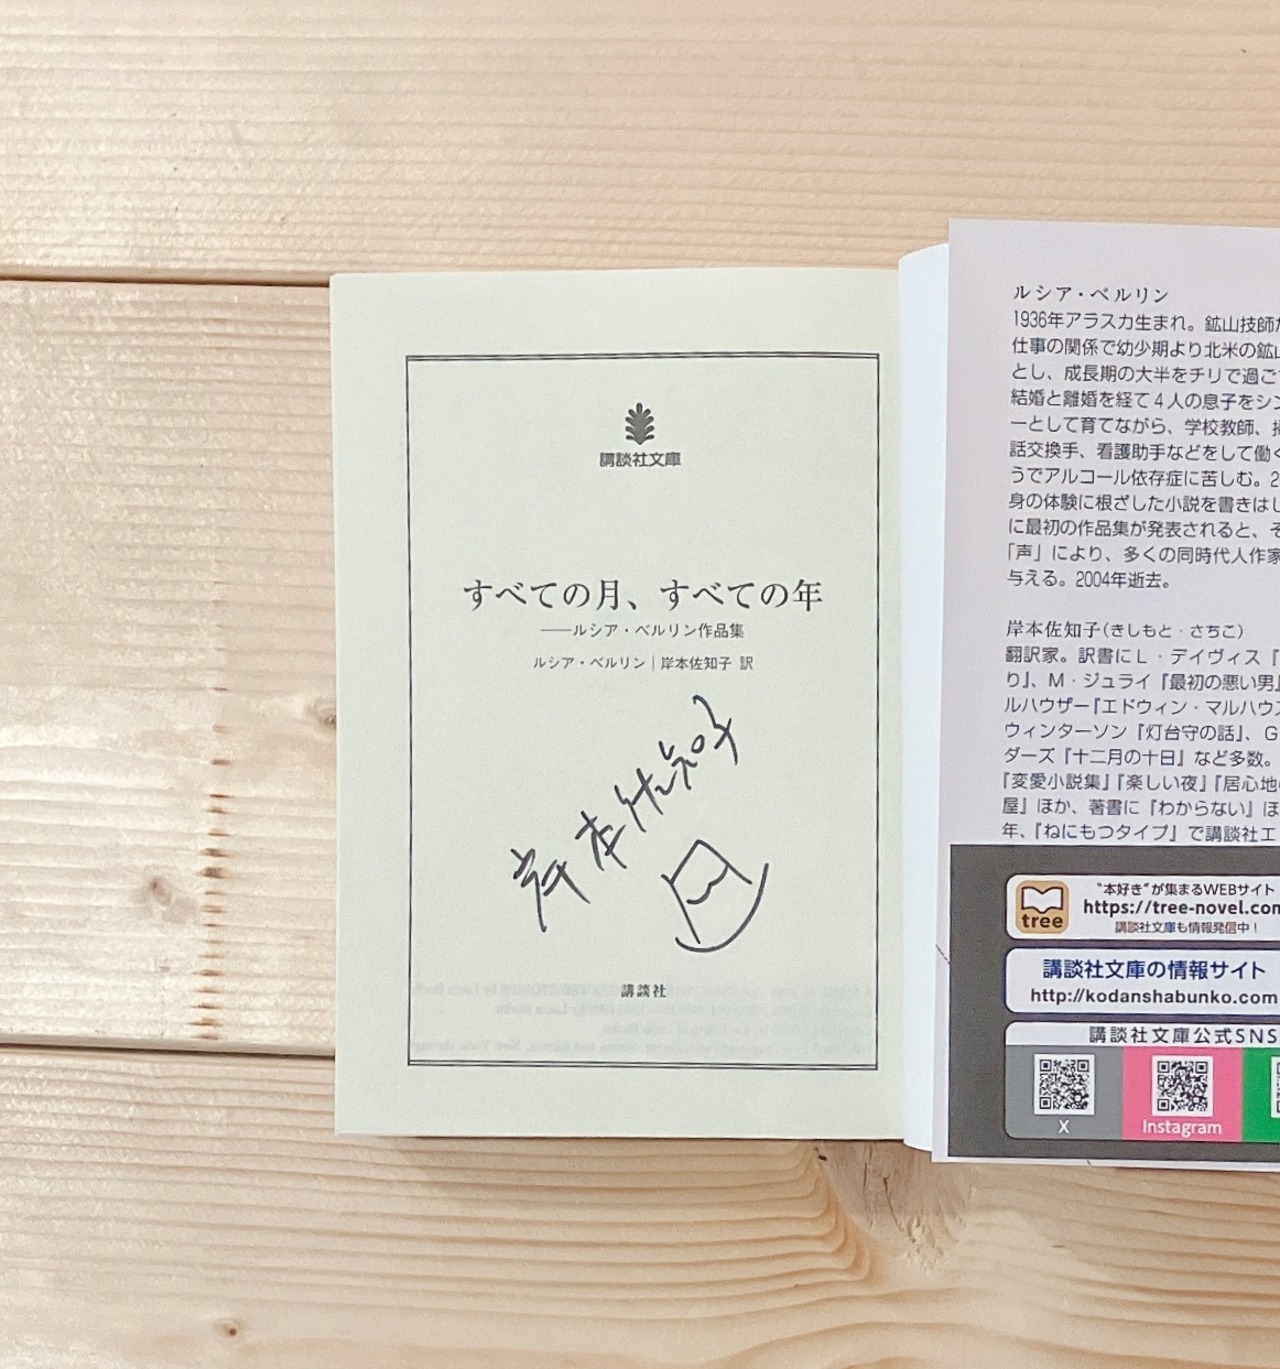 講談社文庫
すべての月、すべての年
——ルシア・ベルリン作品集
ルシア・ベルリン｜岸本佐知子 訳
岸本佐知子
講談社
ルシア・ベルリン
1936年アラスカ生まれ。鉱山技師
仕事の関係で幼少期より北米の鉱山
とし、成長期の大半をチリで過ご
結婚と離婚を経て4人の息子をシン
ーとして育てながら、学校教師、掃
話交換手、看護助手などをして働く
うでアルコール依存症に苦しむ。2
身の体験に根ざした小説を書きはじ
に最初の作品集が発表されると、そ
「声」により、多くの同時代人作家
与える。2004年逝去。
岸本佐知子(きしもと・さちこ)
翻訳家。訳書にL・デイヴィス『
り』、M・ジュライ『最初の悪い男』
ルハウザー『エドウィン・マルハウス
ウィンターソン『灯台守の話』、G
ダーズ『十二月の十日』など多数。
『変愛小説集』『楽しい夜』『居心地の
屋』ほか、著書に『わからない』ほ
年、『ねにもつタイプ』で講談社エ
tree
“本好き”が集まるWEBサイト
https://tree-novel.com
講談社文庫も情報発信中！
講談社文庫の情報サイト
http://kodanshabunko.com
講談社文庫公式SNS
X
Instagram